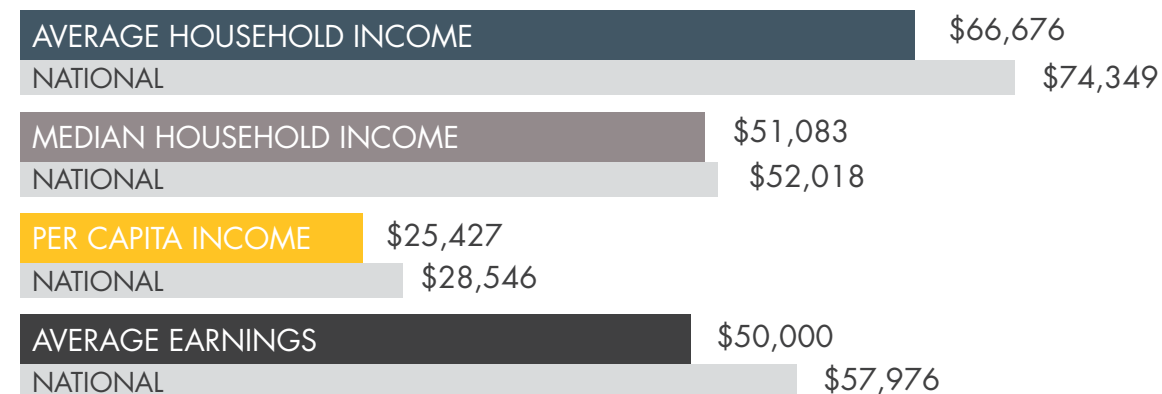 AVERAGE HOUSEHOLD INCOME $66,676
NATIONAL $74,349
MEDIAN HOUSEHOLD INCOME $51,083
NATIONAL $52,018
PER CAPITA INCOME $25,427
NATIONAL $28,546
AVERAGE EARNINGS $50,000
NATIONAL $57,976